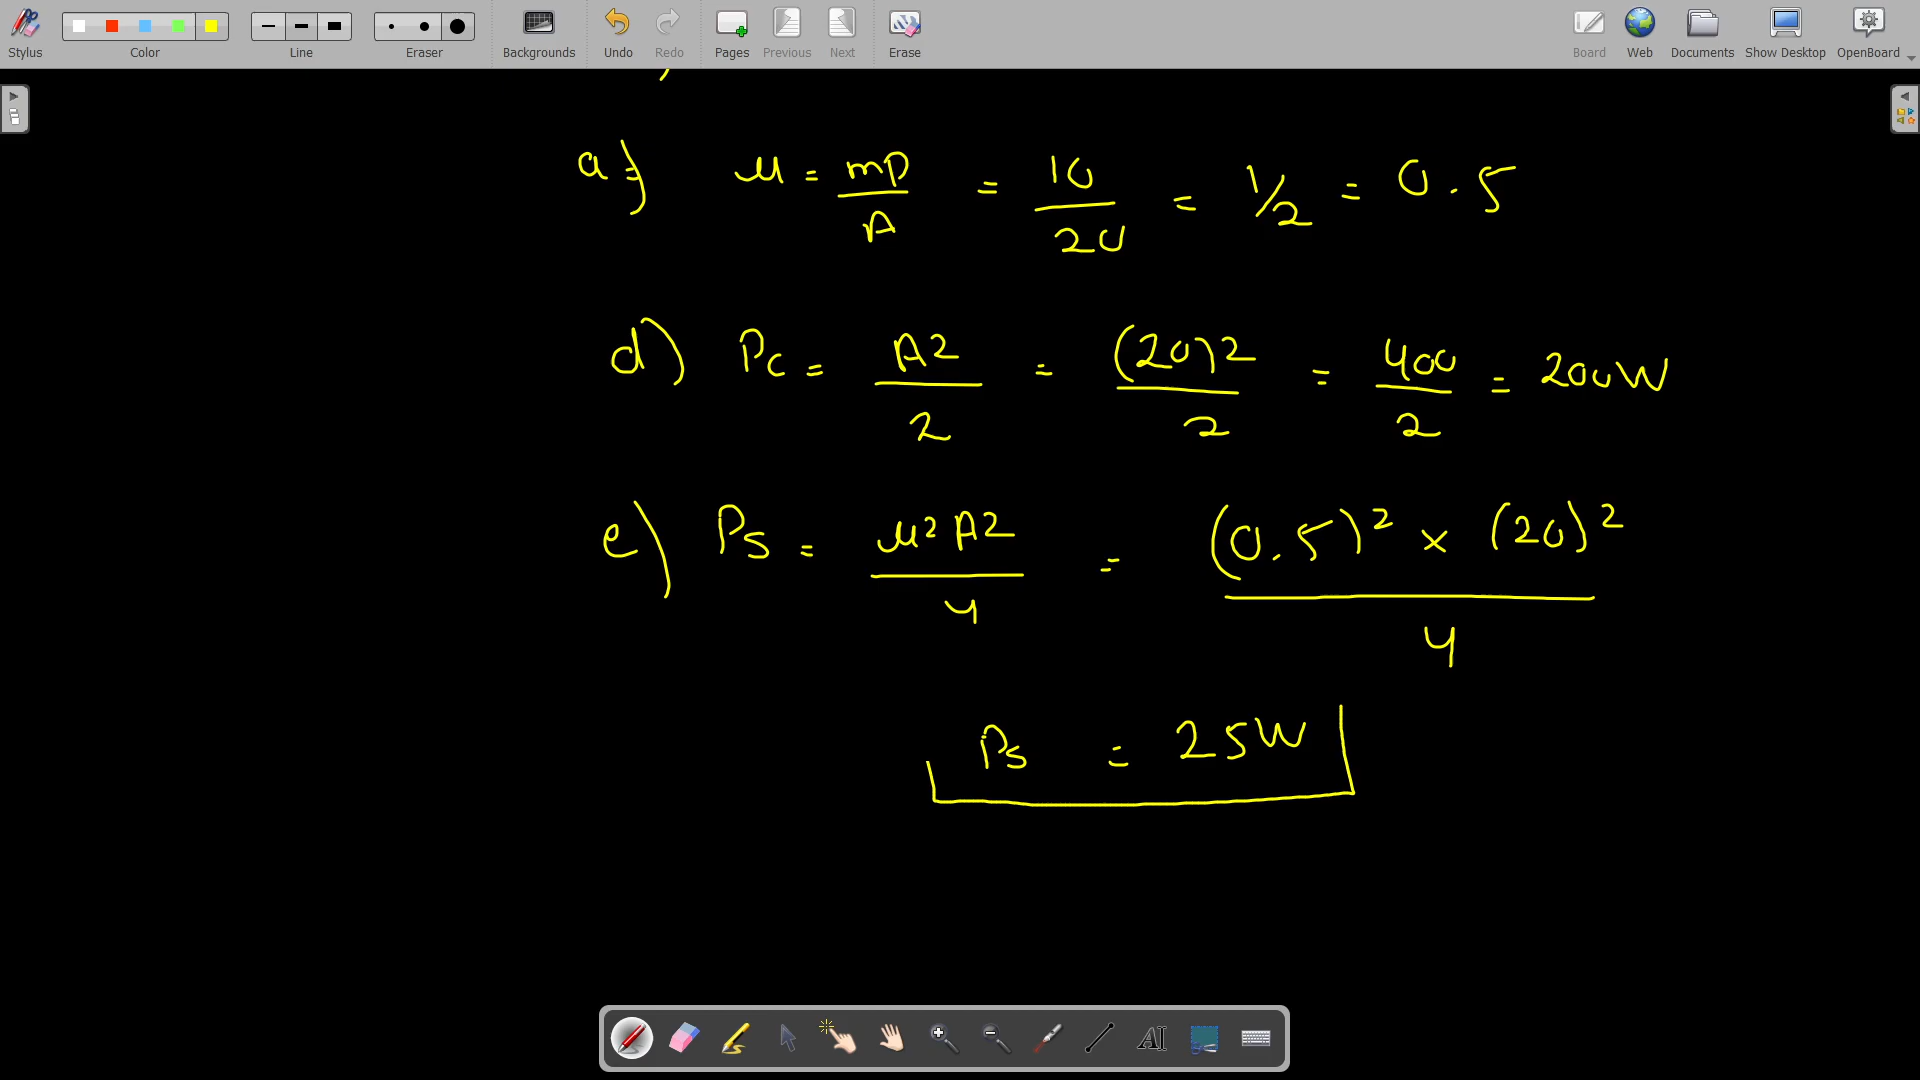 Stylus Color Line Eraser Backgrounds Undo Redo Pages Previous Next Erase Board Web Documents Show Desktop OpenBoard
a) μ = mp/A = 10/20 = 1/2 = 0.5
d) Pc = A2/2 = (20)2/2 = 400/2 = 200W
e) Ps = μ²A2/4 = (0.5)² × (20)²/4
Ps = 25W
AI